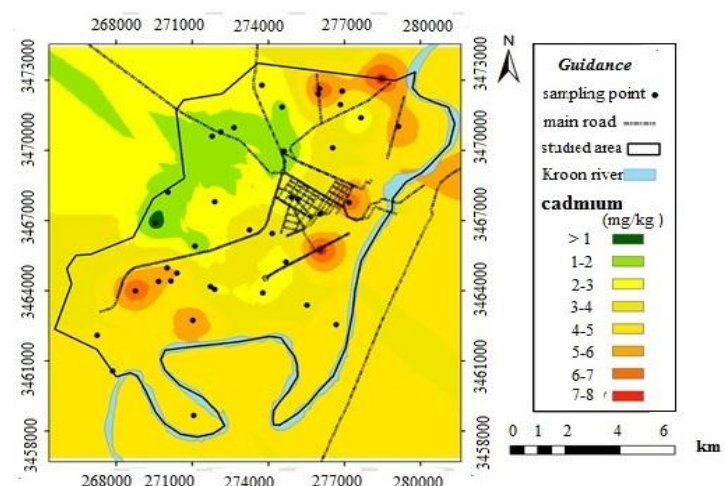 268000 271000 274000 277000 280000
3473000
3470000
3467000
3464000
3461000
3458000
3473000
3470000
3467000
3464000
3461000
3458000
268000 271000 274000 277000 280000
N
Guidance
sampling point
main road
studied area
Kroon river
cadmium
(mg/kg )
> 1
1-2
2-3
3-4
4-5
5-6
6-7
7-8
0 1 2 4 6 km